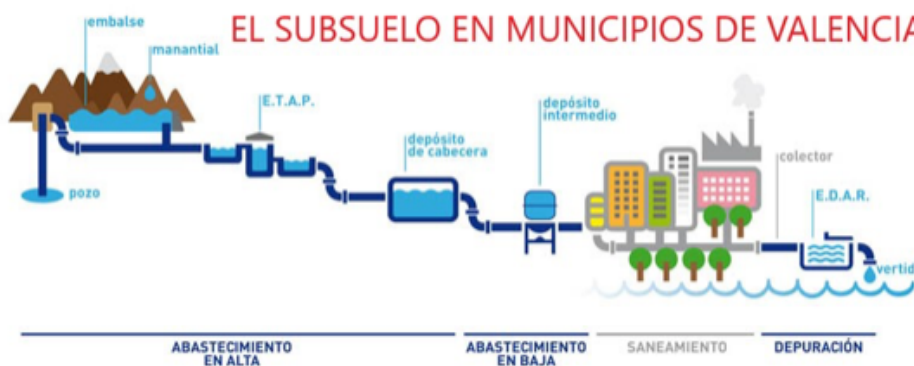 EL SUBSUELO EN MUNICIPIOS DE VALENCIA
embalse
manantial
E.T.A.P.
pozo
depósito
de cabecera
depósito
intermedio
colector
E.D.A.R.
vertid
ABASTECIMIENTO
EN ALTA
ABASTECIMIENTO
EN BAJA
SANEAMIENTO
DEPURACIÓN